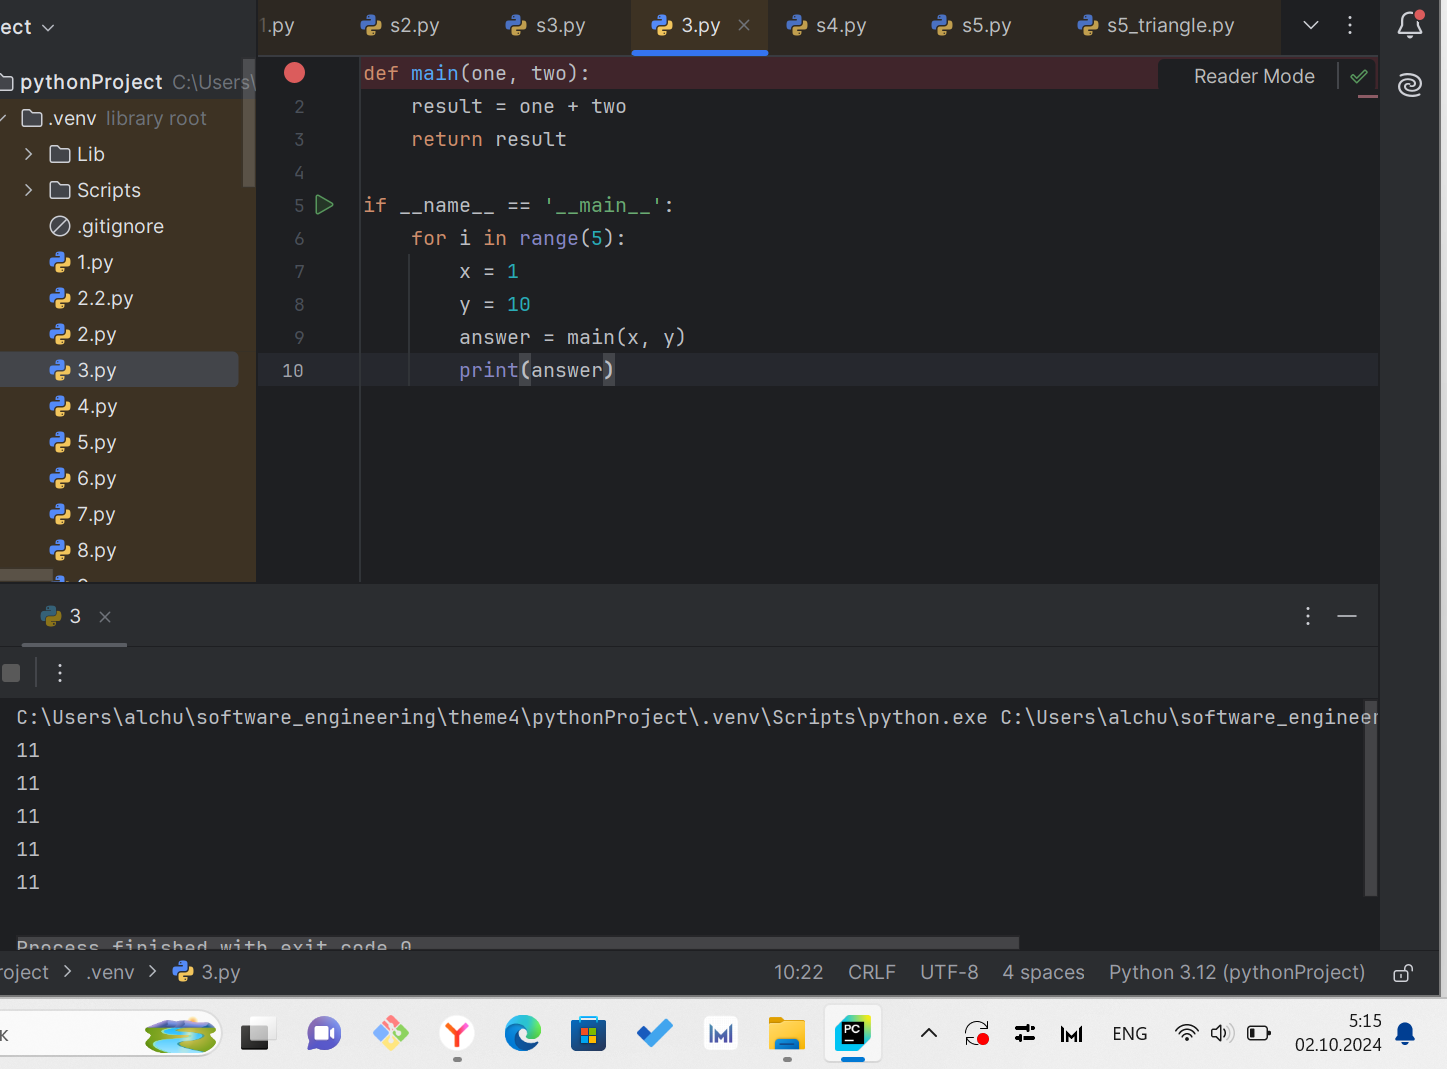 ect
1.py
s2.py
s3.py
3.py
s4.py
s5.py
s5_triangle.py
pythonProject C:\Users\
.venv library root
Lib
Scripts
.gitignore
1.py
2.2.py
2.py
3.py
4.py
5.py
6.py
7.py
8.py
Reader Mode
def main(one, two):
2 result = one + two
3 return result
4
5 if __name__ == '__main__':
6 for i in range(5):
7 x = 1
8 y = 10
9 answer = main(x, y)
10 print(answer)
3
C:\Users\alchu\software_engineering\theme4\pythonProject\.venv\Scripts\python.exe C:\Users\alchu\software_engineer
11
11
11
11
11
Process finished with exit code 0
roject > .venv > 3.py
10:22 CRLF UTF-8 4 spaces Python 3.12 (pythonProject)
к
PC
ENG
5:15
02.10.2024